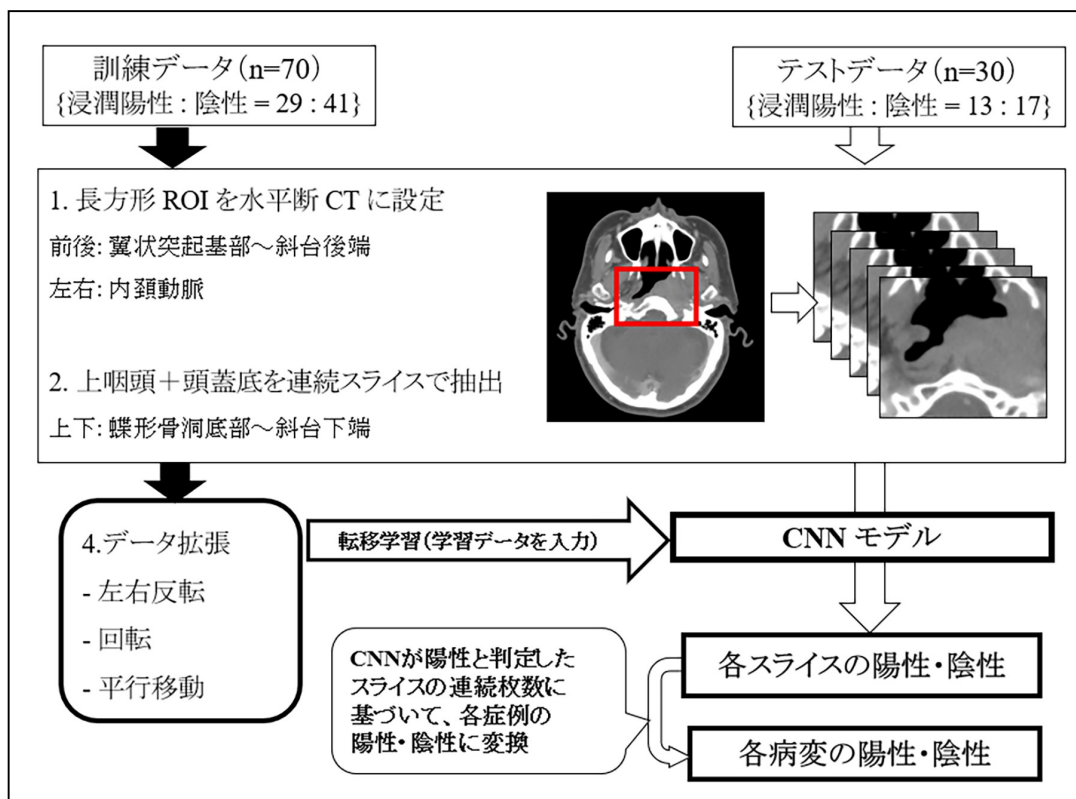 訓練データ(n=70)
{浸潤陽性 : 陰性 = 29 : 41}
テストデータ(n=30)
{浸潤陽性 : 陰性 = 13 : 17}
1. 長方形 ROI を水平断 CT に設定
前後: 翼状突起基部～斜台後端
左右: 内頚動脈
2. 上咽頭＋頭蓋底を連続スライスで抽出
上下: 蝶形骨洞底部～斜台下端
4.データ拡張
- 左右反転
- 回転
- 平行移動
転移学習(学習データを入力)
CNN モデル
CNNが陽性と判定した
スライスの連続枚数に
基づいて、各症例の
陽性・陰性に変換
各スライスの陽性・陰性
各病変の陽性・陰性